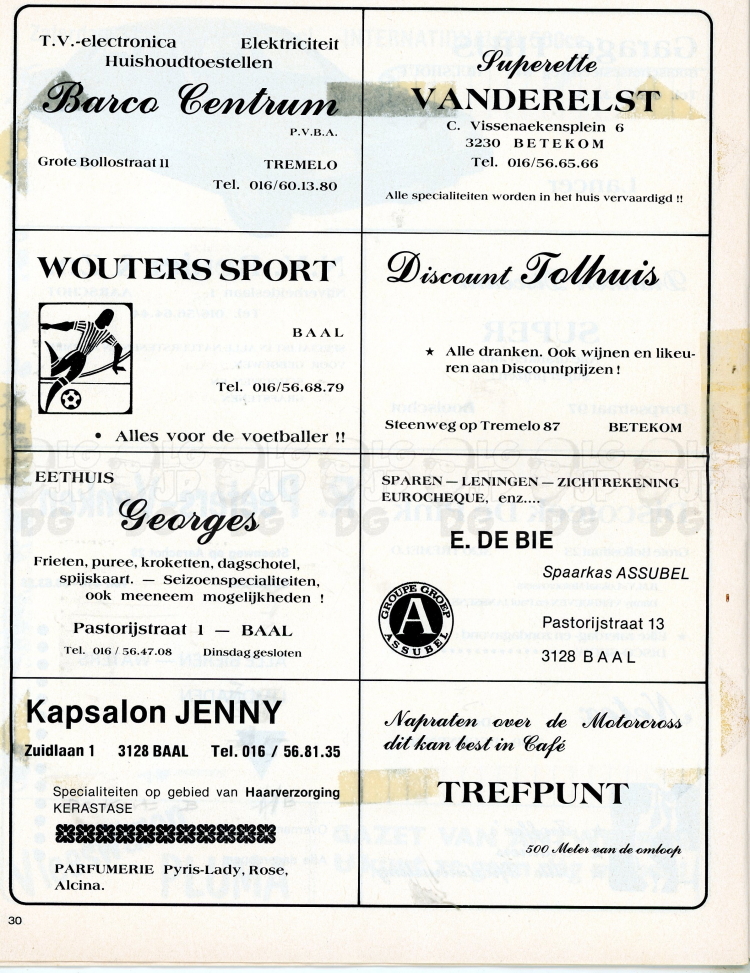 T.V.-electronica Elektriciteit
Huishoudtoestellen
Barco Centrum
P.V.B.A.
Grote Bollostraat 11 TREMELO
Tel. 016/60.13.80
Superette
VANDERELST
C. Vissenaekensplein 6
3230 BETEKOM
Tel. 016/56.65.66
Alle specialiteiten worden in het huis vervaardigd !!
WOUTERS SPORT
BAAL
Tel. 016/56.68.79
• Alles voor de voetballer !!
Discount Tolhuis
★ Alle dranken. Ook wijnen en likeu-
ren aan Discountprijzen !
Steenweg op Tremelo 87 BETEKOM
EETHUIS
Georges
Frieten, puree, kroketten, dagschotel,
spijskaart. — Seizoenspecialiteiten,
ook meeneem mogelijkheden !
Pastorijstraat 1 — BAAL
Tel. 016 / 56.47.08 Dinsdag gesloten
SPAREN — LENINGEN — ZICHTREKENING
EUROCHEQUE, enz....
E. DE BIE
Spaarkas ASSUBEL
GROUPE GROEP
A
ASSUBEL
Pastorijstraat 13
3128 BAAL
Kapsalon JENNY
Zuidlaan 1 3128 BAAL Tel. 016 / 56.81.35
Specialiteiten op gebied van Haarverzorging
KERASTASE
PARFUMERIE Pyris-Lady, Rose,
Alcina.
Napraten over de Motorcross
dit kan best in Café
TREFPUNT
500 Meter van de omloop
30